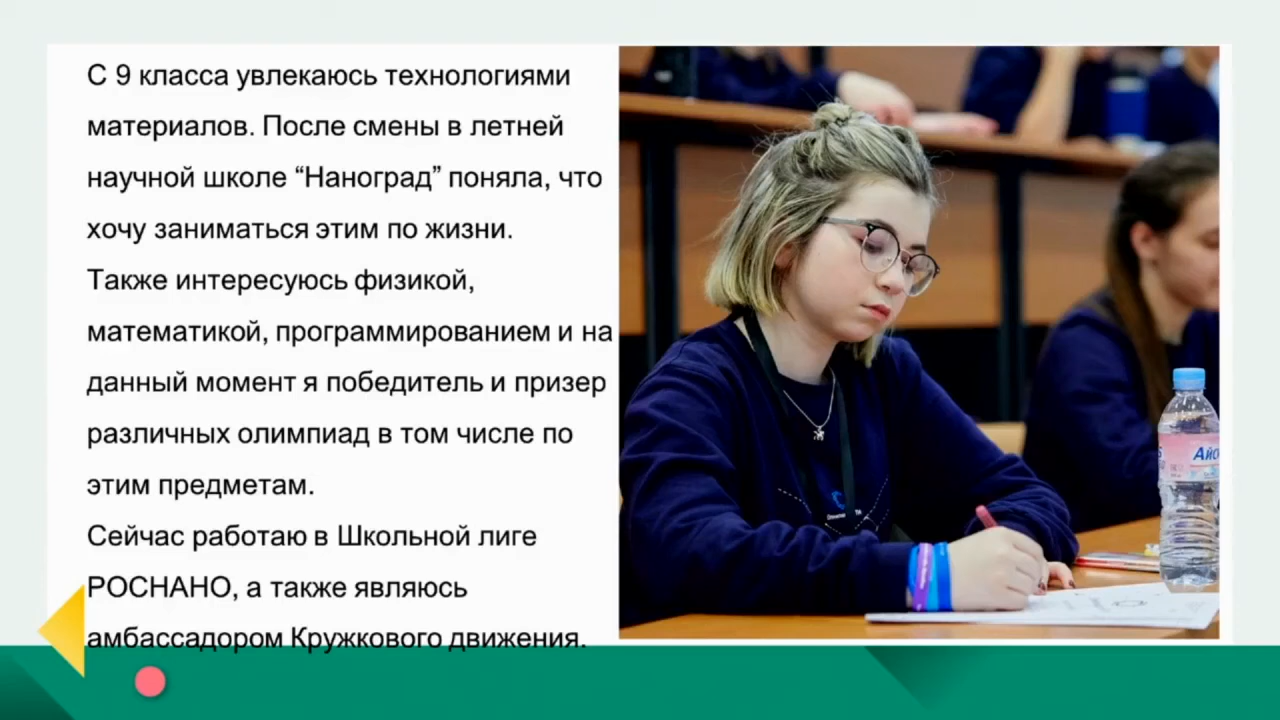 С 9 класса увлекаюсь технологиями
материалов. После смены в летней
научной школе “Наноград” поняла, что
хочу заниматься этим по жизни.
Также интересуюсь физикой,
математикой, программированием и на
данный момент я победитель и призер
различных олимпиад в том числе по
этим предметам.
Сейчас работаю в Школьной лиге
РОСНАНО, а также являюсь
амбассадором Кружкового движения.